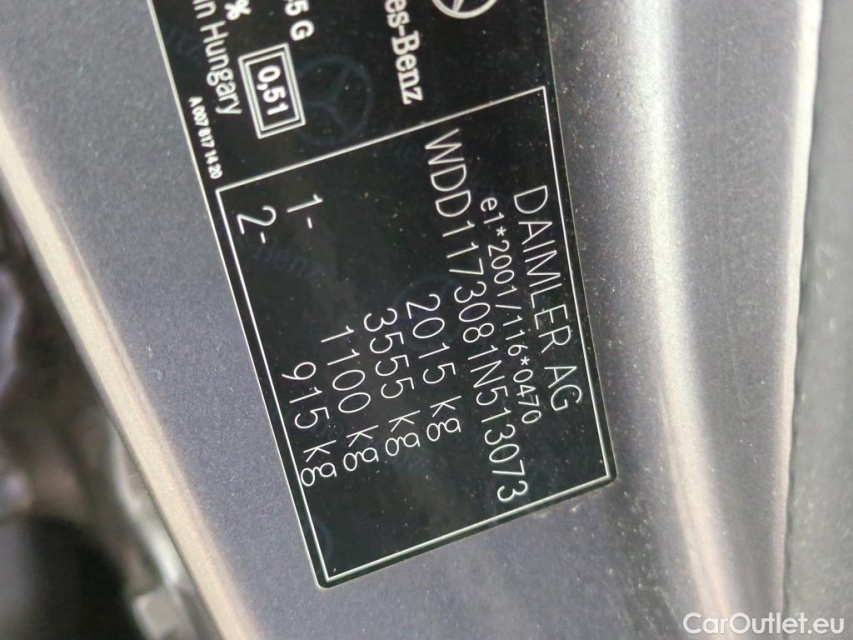 es-Benz
5 G
%
in Hungary
0,51
A 007 817 14 20
DAIMLER AG
e1*2001/116*0470
WDD1173081N513073
2015 kg
3555 kg
1- 1100 kg
2- 915 kg
CarOutlet.eu